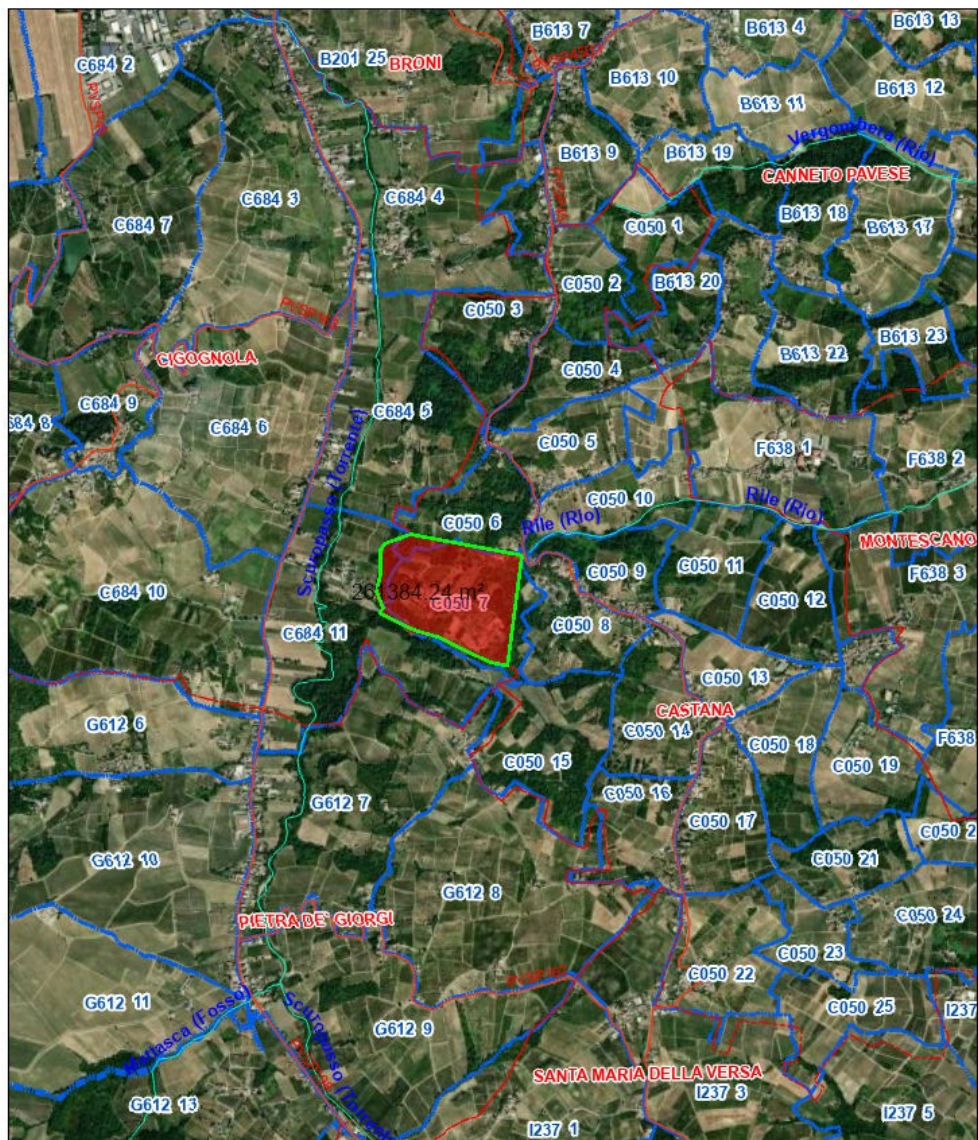 B613 7
B613 4
B613 13
C684 2
B201 25
BRONI
B613 10
B613 11
B613 12
Vergombera (Rio)
B613 9
B613 19
CANNETO PAVESE
C684 3
C684 4
C684 7
C050 1
B613 18
B613 17
C050 2
B613 20
C050 3
B613 23
B613 22
CIGOGNOLA
C050 4
C684 9
C684 8
C684 5
C684 6
C050 5
F638 1
F638 2
Scuropasso (Torrente)
C050 10
Rile (Rio)
Rile (Rio)
C050 6
MONTESCANO
C050 9
C050 11
F638 3
C684 10
261384.24 m²
C050 7
C050 12
C050 8
C684 11
C050 13
CASTANA
G612 6
C050 14
C050 18
F638
C050 15
C050 19
C050 16
G612 7
C050 17
C050 2
G612 10
C050 21
G612 8
C050 24
PIETRA DE' GIORGI
C050 23
C050 22
G612 11
C050 25
I237
Scurgosso (Torrente)
G612 9
SANTA MARIA DELLA VERSA
I237 3
G612 13
I237 5
I237 1